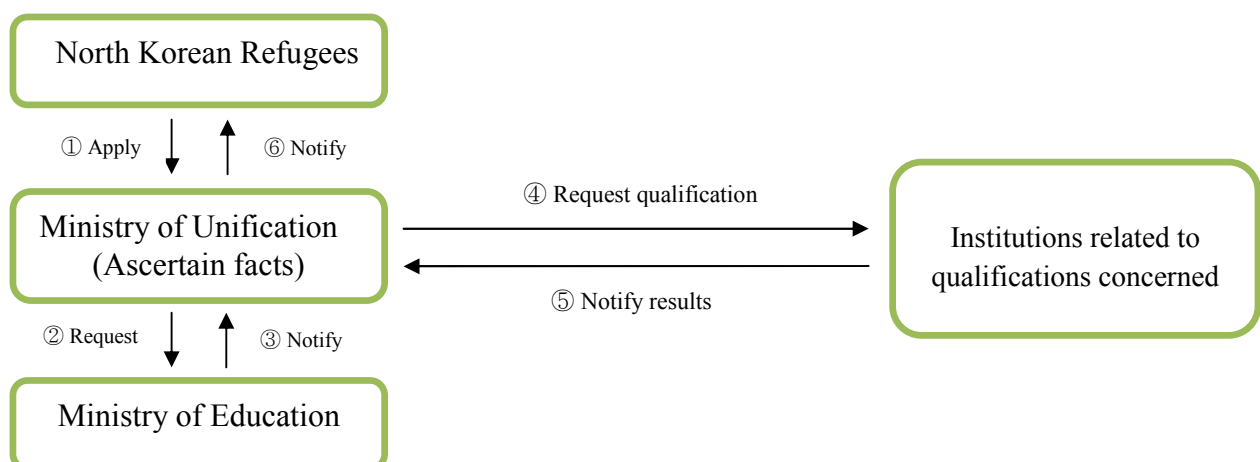 North Korean Refugees
① Apply
⑥ Notify
Ministry of Unification
(Ascertain facts)
④ Request qualification
⑤ Notify results
Institutions related to
qualifications concerned
② Request
③ Notify
Ministry of Education